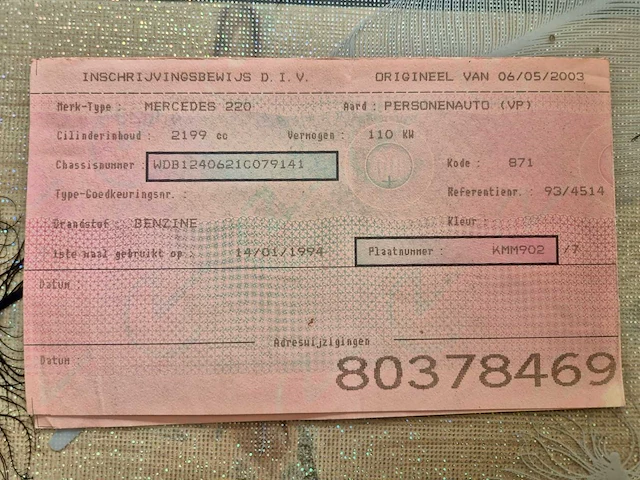 INSCHRIJVINGSBEWIJS D. I. V. ORIGINEEL VAN 06/05/2003
Merk-Type : MERCEDES 220 Aard : PERSONENAUTO (VP)
Cilinderinhoud : 2199 cc Vermogen : 110 KW
Chassisnummer : WDB1240621C079141 Kode : 871
Type-Goedkeuringsnr. : Referentienr. 93/4514
Brandstof : BENZINE Kleur :
1ste maal gebruikt op : 14/01/1994 Plaatnummer : KMM902 /7
Datum :
Adreswijzigingen
Datum :
80378469